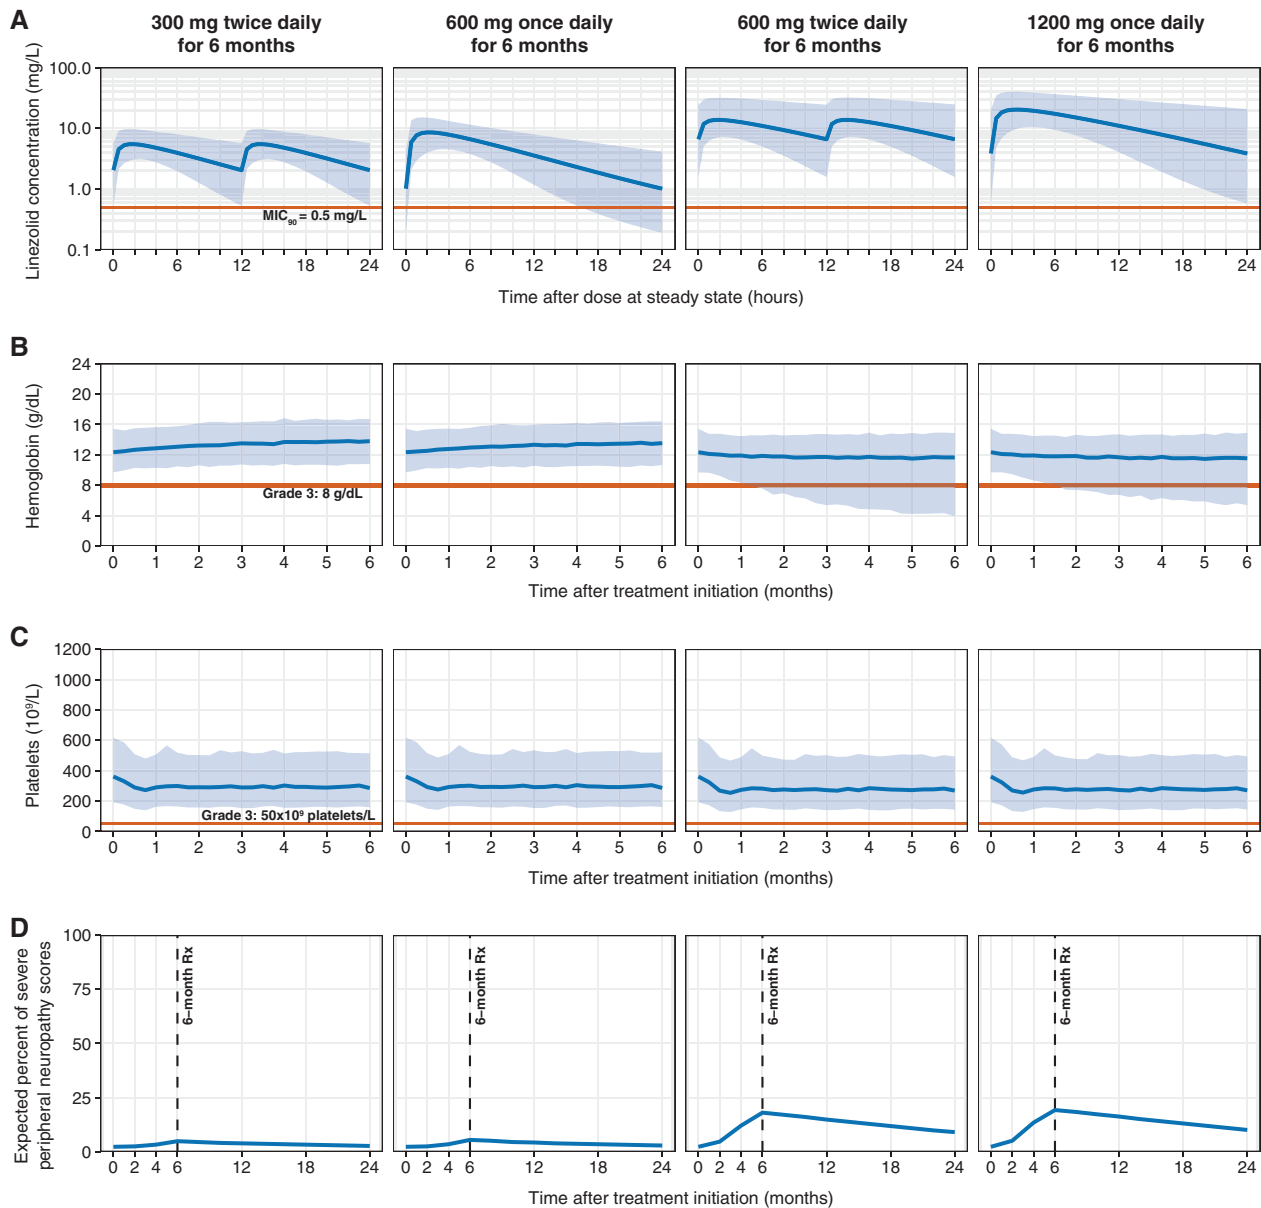 A
300 mg twice daily
for 6 months
600 mg once daily
for 6 months
600 mg twice daily
for 6 months
1200 mg once daily
for 6 months
Linezolid concentration (mg/L)
100.0
10.0
1.0
0.1
MIC90 = 0.5 mg/L
0 6 12 18 24
0 6 12 18 24
0 6 12 18 24
0 6 12 18 24
Time after dose at steady state (hours)
B
Hemoglobin (g/dL)
24
20
16
12
8
4
0
Grade 3: 8 g/dL
0 1 2 3 4 5 6
0 1 2 3 4 5 6
0 1 2 3 4 5 6
0 1 2 3 4 5 6
Time after treatment initiation (months)
C
Platelets (10⁹/L)
1200
1000
800
600
400
200
0
Grade 3: 50x10⁹ platelets/L
0 1 2 3 4 5 6
0 1 2 3 4 5 6
0 1 2 3 4 5 6
0 1 2 3 4 5 6
Time after treatment initiation (months)
D
Expected percent of severe
peripheral neuropathy scores
100
75
50
25
0
6–month Rx
6–month Rx
6–month Rx
6–month Rx
0 2 4 6 12 18 24
0 2 4 6 12 18 24
0 2 4 6 12 18 24
0 2 4 6 12 18 24
Time after treatment initiation (months)